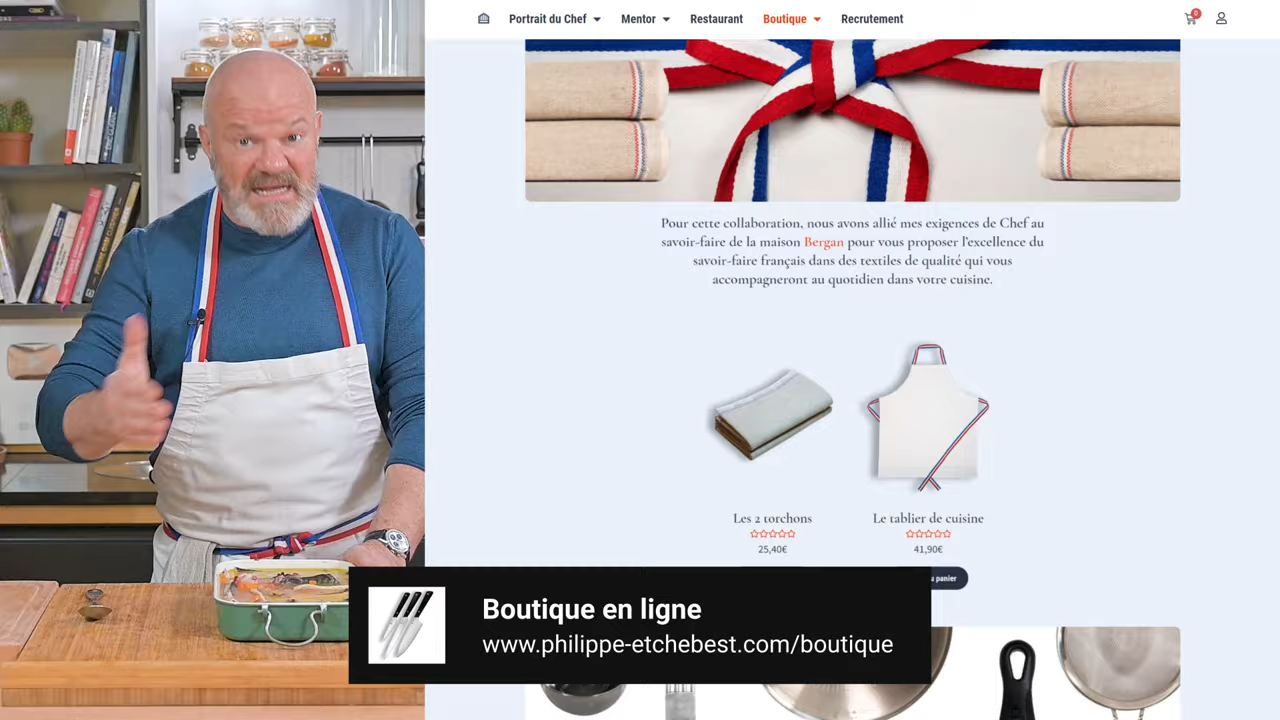 Portrait du Chef
Mentor
Restaurant
Boutique
Recrutement
0
Pour cette collaboration, nous avons allié mes exigences de Chef au
savoir-faire de la maison Bergan pour vous proposer l'excellence du
savoir-faire français dans des textiles de qualité qui vous
accompagneront au quotidien dans votre cuisine.
Les 2 torchons
25,40€
Le tablier de cuisine
41,90€
panier
Boutique en ligne
www.philippe-etchebest.com/boutique